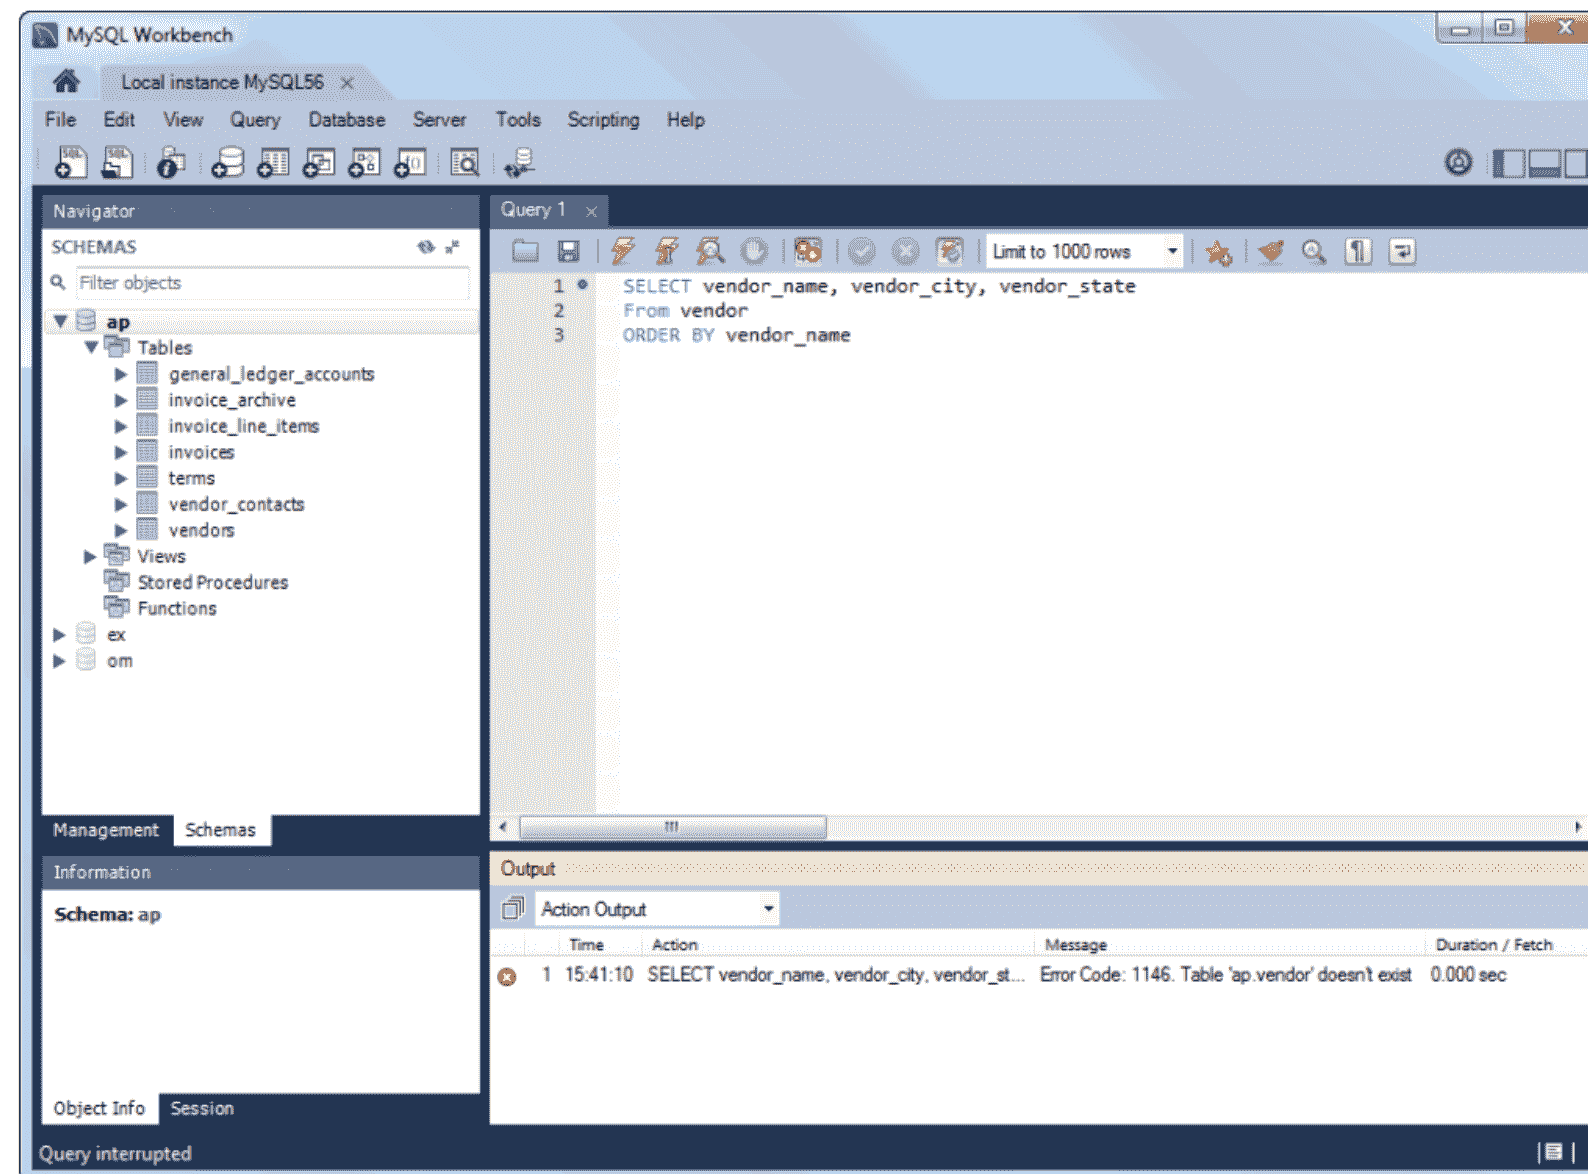 MySQL Workbench
Local instance MySQL56
File Edit View Query Database Server Tools Scripting Help
Navigator
SCHEMAS
Filter objects
ap
Tables
general_ledger_accounts
invoice_archive
invoice_line_items
invoices
terms
vendor_contacts
vendors
Views
Stored Procedures
Functions
ex
om
Management Schemas
Information
Schema: ap
Object Info Session
Query 1
Limit to 1000 rows
1 SELECT vendor_name, vendor_city, vendor_state
2 From vendor
3 ORDER BY vendor_name
Output
Action Output
Time Action Message Duration / Fetch
1 15:41:10 SELECT vendor_name, vendor_city, vendor_st... Error Code: 1146. Table 'ap.vendor' doesn't exist 0.000 sec
Query interrupted